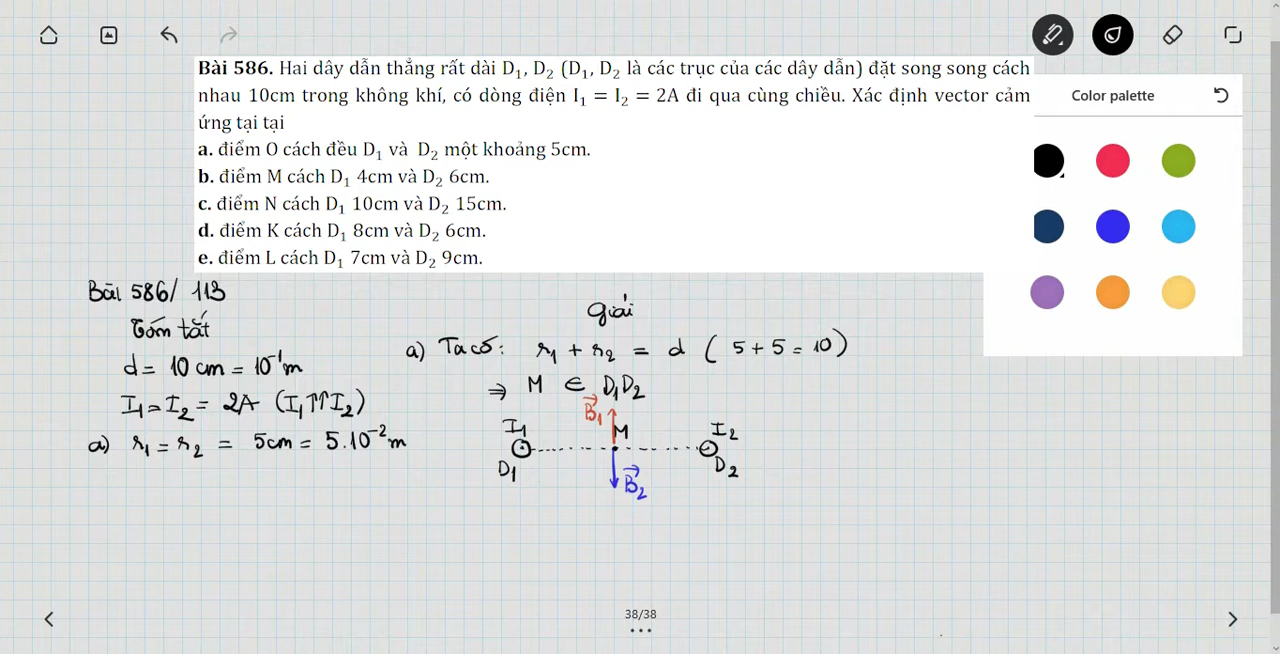 Bài 586. Hai dây dẫn thẳng rất dài D₁, D₂ (D₁, D₂ là các trục của các dây dẫn) đặt song song cách
nhau 10cm trong không khí, có dòng điện I₁ = I₂ = 2A đi qua cùng chiều. Xác định vector cảm
ứng tại tại
a. điểm O cách đều D₁ và D₂ một khoảng 5cm.
b. điểm M cách D₁ 4cm và D₂ 6cm.
c. điểm N cách D₁ 10cm và D₂ 15cm.
d. điểm K cách D₁ 8cm và D₂ 6cm.
e. điểm L cách D₁ 7cm và D₂ 9cm.
Color palette
Bài 586/ 113
Tóm tắt
d = 10 cm = 10⁻¹m
I₁ = I₂ = 2A (I₁ ↑↑ I₂)
a) r₁ = r₂ = 5cm = 5.10⁻² m
Giải
a) Ta có: r₁ + r₂ = d ( 5 + 5 = 10)
⇒ M ∈ D₁D₂
B⃗₁
I₁ M I₂
D₁ D₂
B⃗₂
38/38